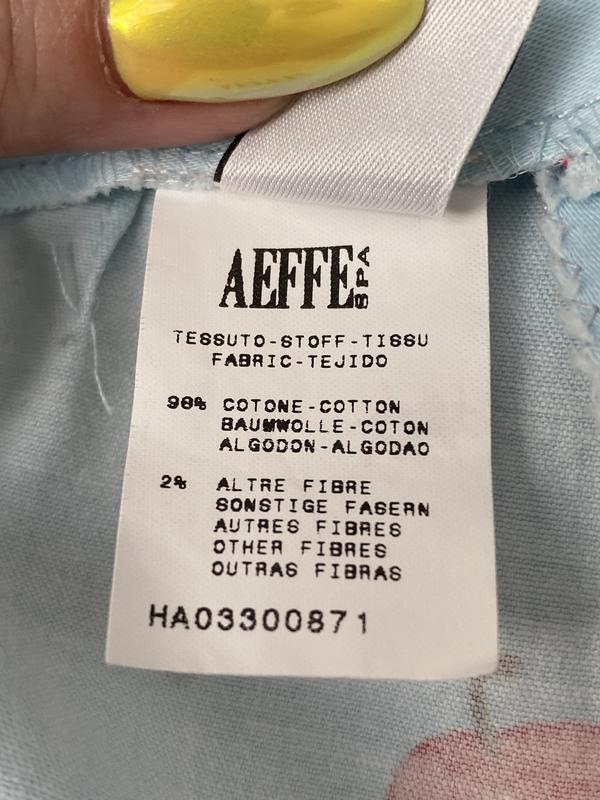 AEFFE SPA
TESSUTO-STOFF-TISSU
FABRIC-TEJIDO
98% COTONE-COTTON
BAUMWOLLE-COTON
ALGODON-ALGODAO
2% ALTRE FIBRE
SONSTIGE FASERN
AUTRES FIBRES
OTHER FIBRES
OUTRAS FIBRAS
HA03300871